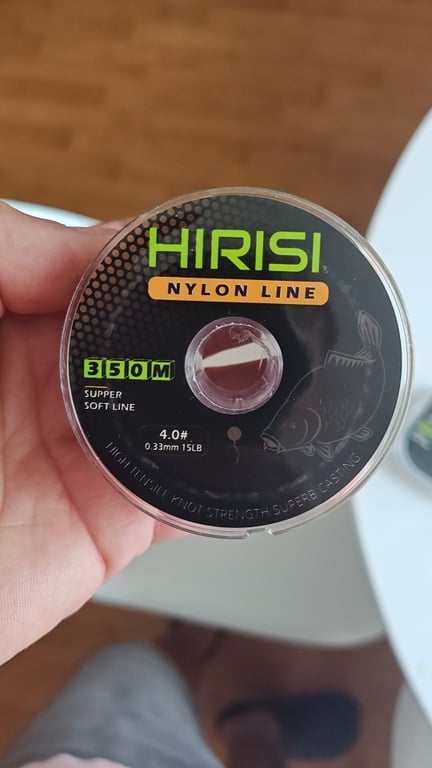 HIRISI
NYLON LINE
350M
SUPPER
SOFT LINE
4.0#
0.33mm 15LB
HIGH TENSILE KNOT STRENGTH SUPERB CASTING